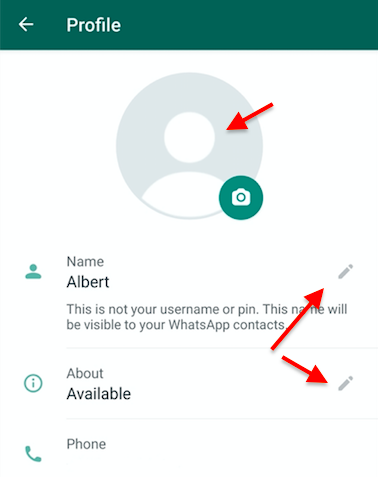 Profile
Name
Albert
This is not your username or pin. This name will
be visible to your WhatsApp contacts.
About
Available
Phone